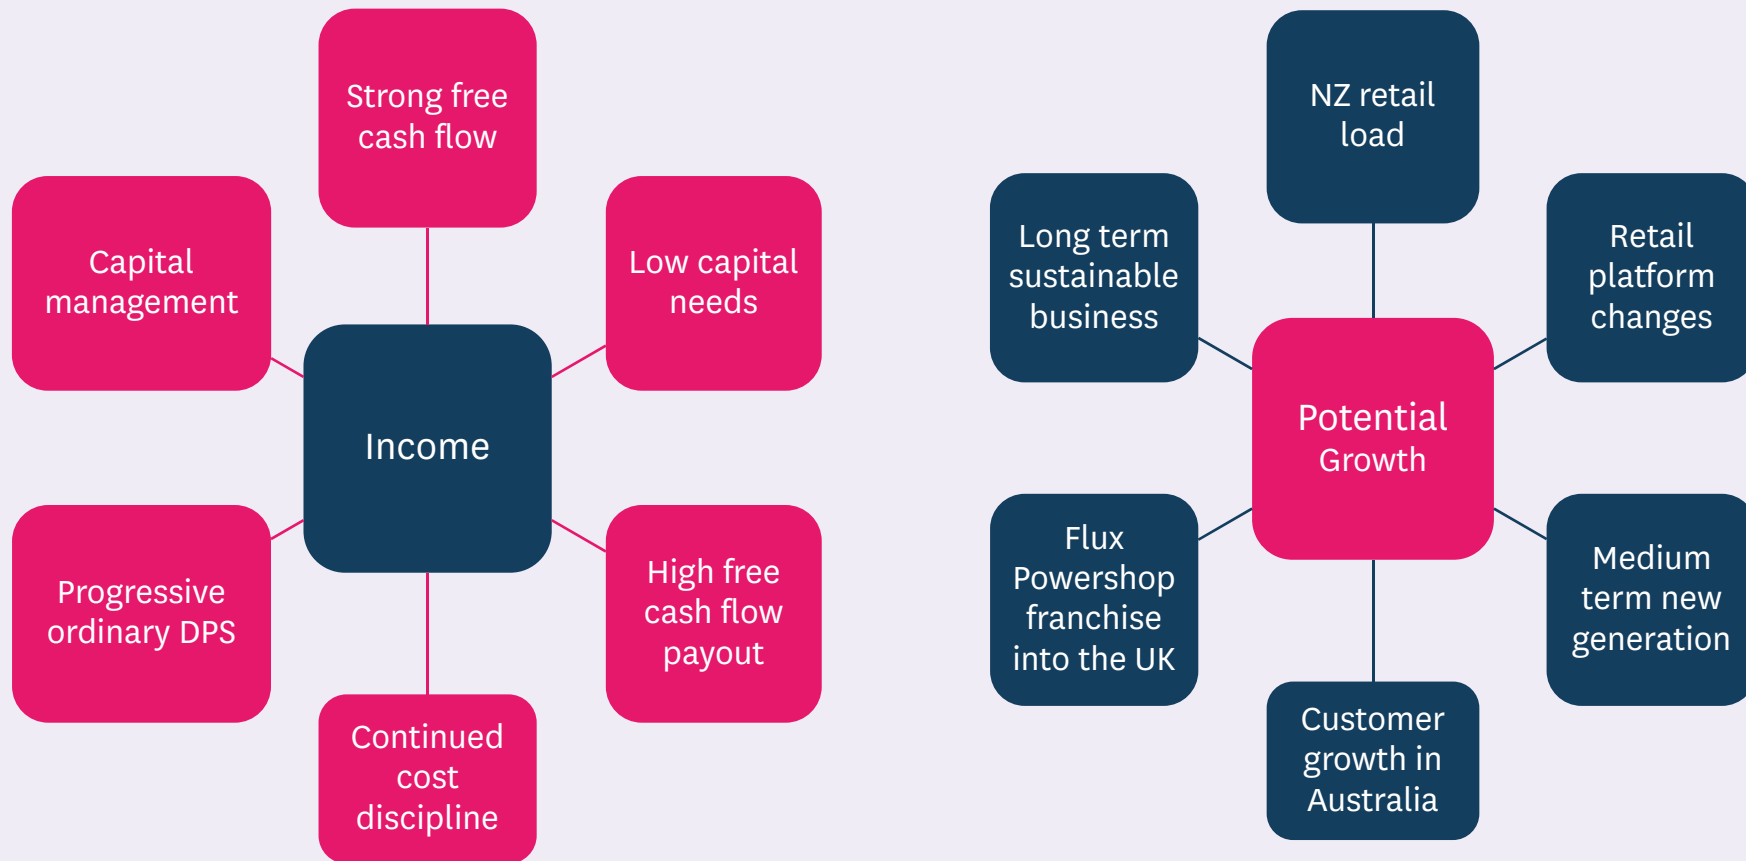 Strong free
cash flow
Capital
management
Low capital
needs
Income
Progressive
ordinary DPS
High free
cash flow
payout
Continued
cost
discipline
NZ retail
load
Long term
sustainable
business
Retail
platform
changes
Potential
Growth
Flux
Powershop
franchise
into the UK
Medium
term new
generation
Customer
growth in
Australia